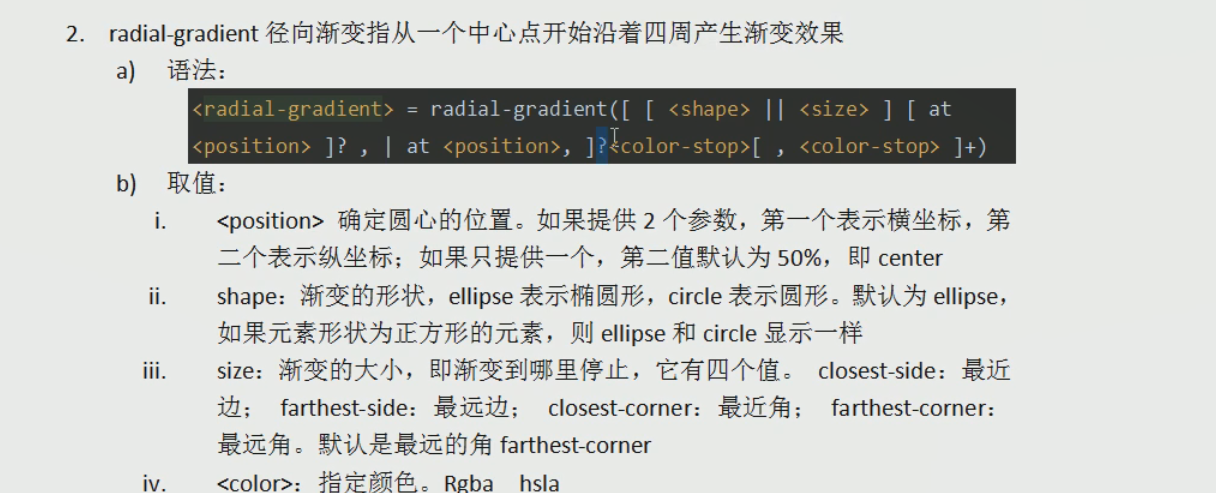 2. radial-gradient 径向渐变指从一个中心点开始沿着四周产生渐变效果
a) 语法：
<radial-gradient> = radial-gradient([ [ <shape> || <size> ] [ at
<position> ]? , | at <position>, ]?<color-stop>[ , <color-stop> ]+)
b) 取值：
i. <position> 确定圆心的位置。如果提供 2 个参数，第一个表示横坐标，第
二个表示纵坐标；如果只提供一个，第二值默认为 50%，即 center
ii. shape：渐变的形状，ellipse 表示椭圆形，circle 表示圆形。默认为 ellipse，
如果元素形状为正方形的元素，则 ellipse 和 circle 显示一样
iii. size：渐变的大小，即渐变到哪里停止，它有四个值。 closest-side：最近
边； farthest-side：最远边； closest-corner：最近角； farthest-corner：
最远角。默认是最远的角 farthest-corner
iv. <color>：指定颜色。Rgba hsla